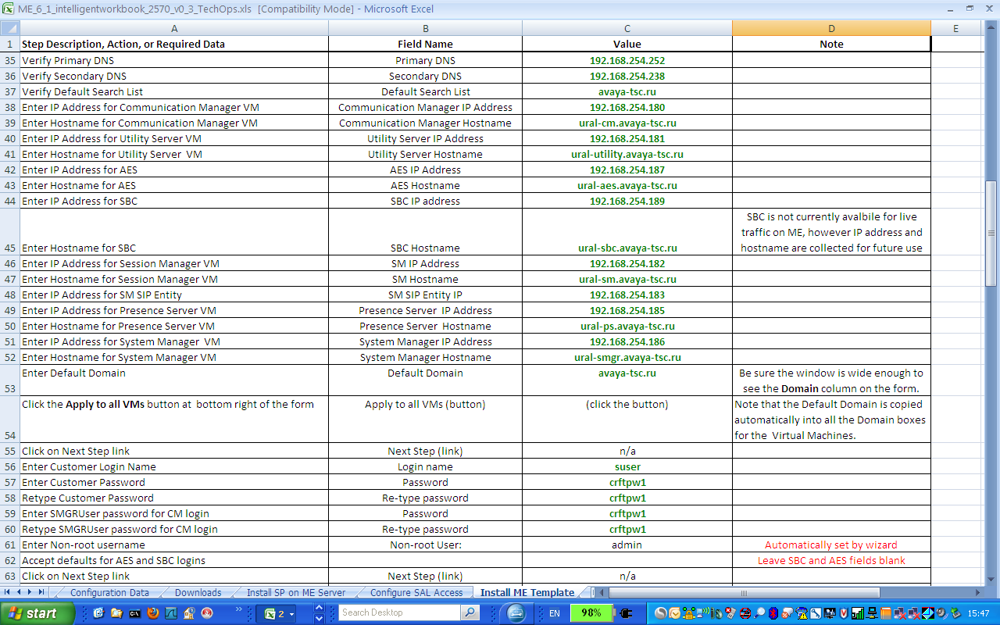 ME_6_1_intelligentworkbook_2570_v0_3_TechOps.xls [Compatibility Mode] - Microsoft Excel
A B C D E
1 Step Description, Action, or Required Data Field Name Value Note
35 Verify Primary DNS Primary DNS 192.168.254.252
36 Verify Secondary DNS Secondary DNS 192.168.254.238
37 Verify Default Search List Default Search List avaya-tsc.ru
38 Enter IP Address for Communication Manager VM Communication Manager IP Address 192.168.254.180
39 Enter Hostname for Communication Manager VM Communication Manager Hostname ural-cm.avaya-tsc.ru
40 Enter IP Address for Utility Server VM Utility Server IP Address 192.168.254.181
41 Enter Hostname for Utility Server VM Utility Server Hostname ural-utility.avaya-tsc.ru
42 Enter IP Address for AES AES IP Address 192.168.254.187
43 Enter Hostname for AES AES Hostname ural-aes.avaya-tsc.ru
44 Enter IP Address for SBC SBC IP address 192.168.254.189
SBC is not currently avalbile for live
traffic on ME, however IP address and
45 Enter Hostname for SBC SBC Hostname ural-sbc.avaya-tsc.ru hostname are collected for future use
46 Enter IP Address for Session Manager VM SM IP Address 192.168.254.182
47 Enter Hostname for Session Manager VM SM Hostname ural-sm.avaya-tsc.ru
48 Enter IP Address for SM SIP Entity SM SIP Entity IP 192.168.254.183
49 Enter IP Address for Presence Server VM Presence Server IP Address 192.168.254.185
50 Enter Hostname for Presence Server VM Presence Server Hostname ural-ps.avaya-tsc.ru
51 Enter IP Address for System Manager VM System Manager IP Address 192.168.254.186
52 Enter Hostname for System Manager VM System Manager Hostname ural-smgr.avaya-tsc.ru
Enter Default Domain Default Domain avaya-tsc.ru Be sure the window is wide enough to
53 see the Domain column on the form.
Click the Apply to all VMs button at bottom right of the form Apply to all VMs (button) (click the button) Note that the Default Domain is copied
automatically into all the Domain boxes
54 for the Virtual Machines.
55 Click on Next Step link Next Step (link) n/a
56 Enter Customer Login Name Login name suser
57 Enter Customer Password Password crftpw1
58 Retype Customer Password Re-type password crftpw1
59 Enter SMGRUser password for CM login Password crftpw1
60 Retype SMGRUser password for CM login Re-type password crftpw1
61 Enter Non-root username Non-root User: admin Automatically set by wizard
62 Accept defaults for AES and SBC logins Leave SBC and AES fields blank
63 Click on Next Step link Next Step (link) n/a
Configuration Data Downloads Install SP on ME Server Configure SAL Access Install ME Template
start 2 Search Desktop EN 98% 15:47